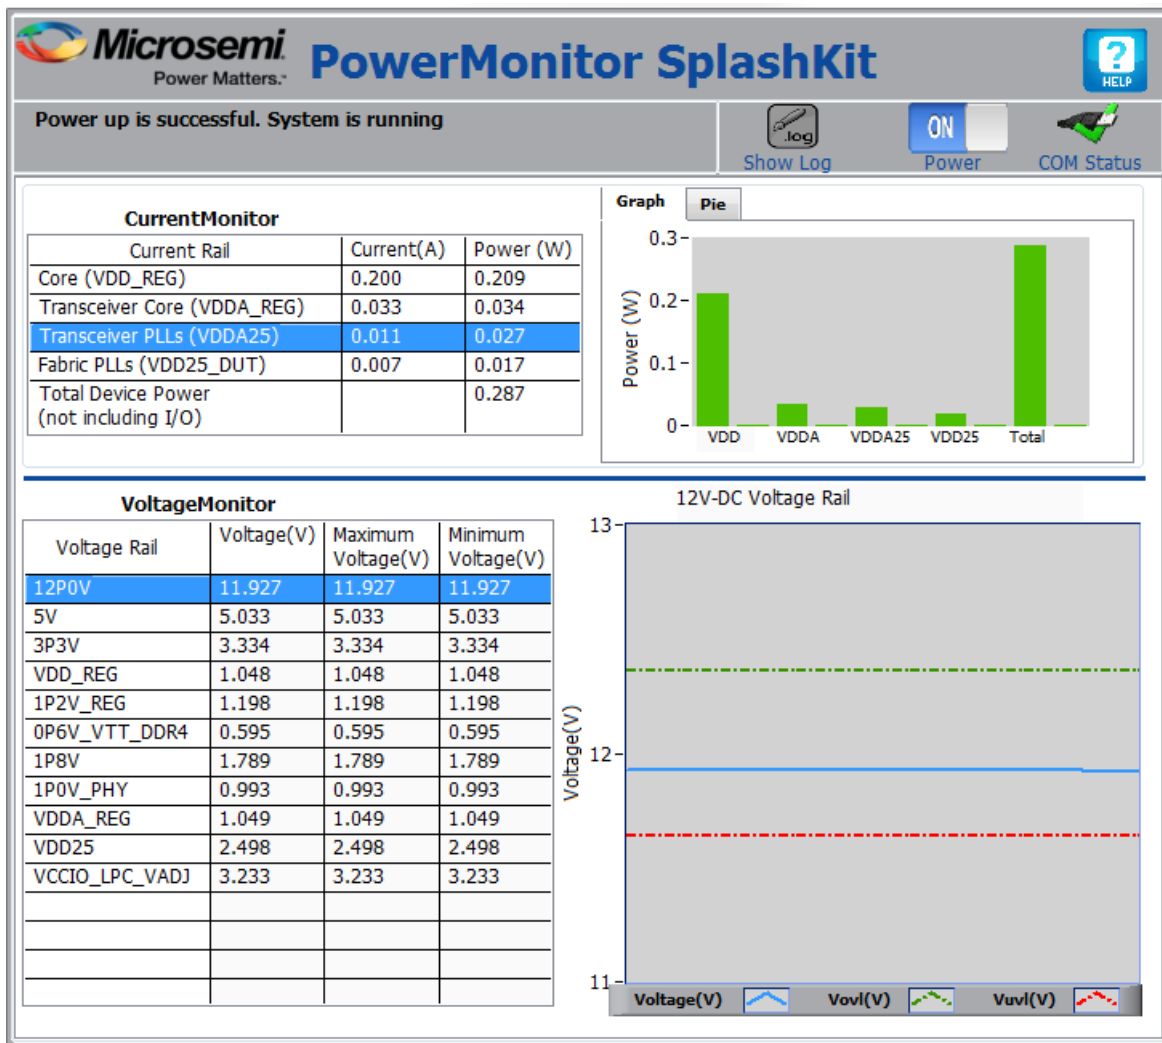 Microsemi.
Power Matters.™
PowerMonitor SplashKit
HELP
Power up is successful. System is running
.log
Show Log
ON
Power
COM Status
CurrentMonitor
Current Rail Current(A) Power (W)
Core (VDD_REG) 0.200 0.209
Transceiver Core (VDDA_REG) 0.033 0.034
Transceiver PLLs (VDDA25) 0.011 0.027
Fabric PLLs (VDD25_DUT) 0.007 0.017
Total Device Power 0.287
(not including I/O)
Graph Pie
Power (W)
0.3
0.2
0.1
0
VDD VDDA VDDA25 VDD25 Total
VoltageMonitor
Voltage Rail Voltage(V) Maximum Voltage(V) Minimum Voltage(V)
12P0V 11.927 11.927 11.927
5V 5.033 5.033 5.033
3P3V 3.334 3.334 3.334
VDD_REG 1.048 1.048 1.048
1P2V_REG 1.198 1.198 1.198
0P6V_VTT_DDR4 0.595 0.595 0.595
1P8V 1.789 1.789 1.789
1P0V_PHY 0.993 0.993 0.993
VDDA_REG 1.049 1.049 1.049
VDD25 2.498 2.498 2.498
VCCIO_LPC_VADJ 3.233 3.233 3.233
12V-DC Voltage Rail
Voltage(V)
13
12
11
Voltage(V) Vovl(V) Vuvl(V)